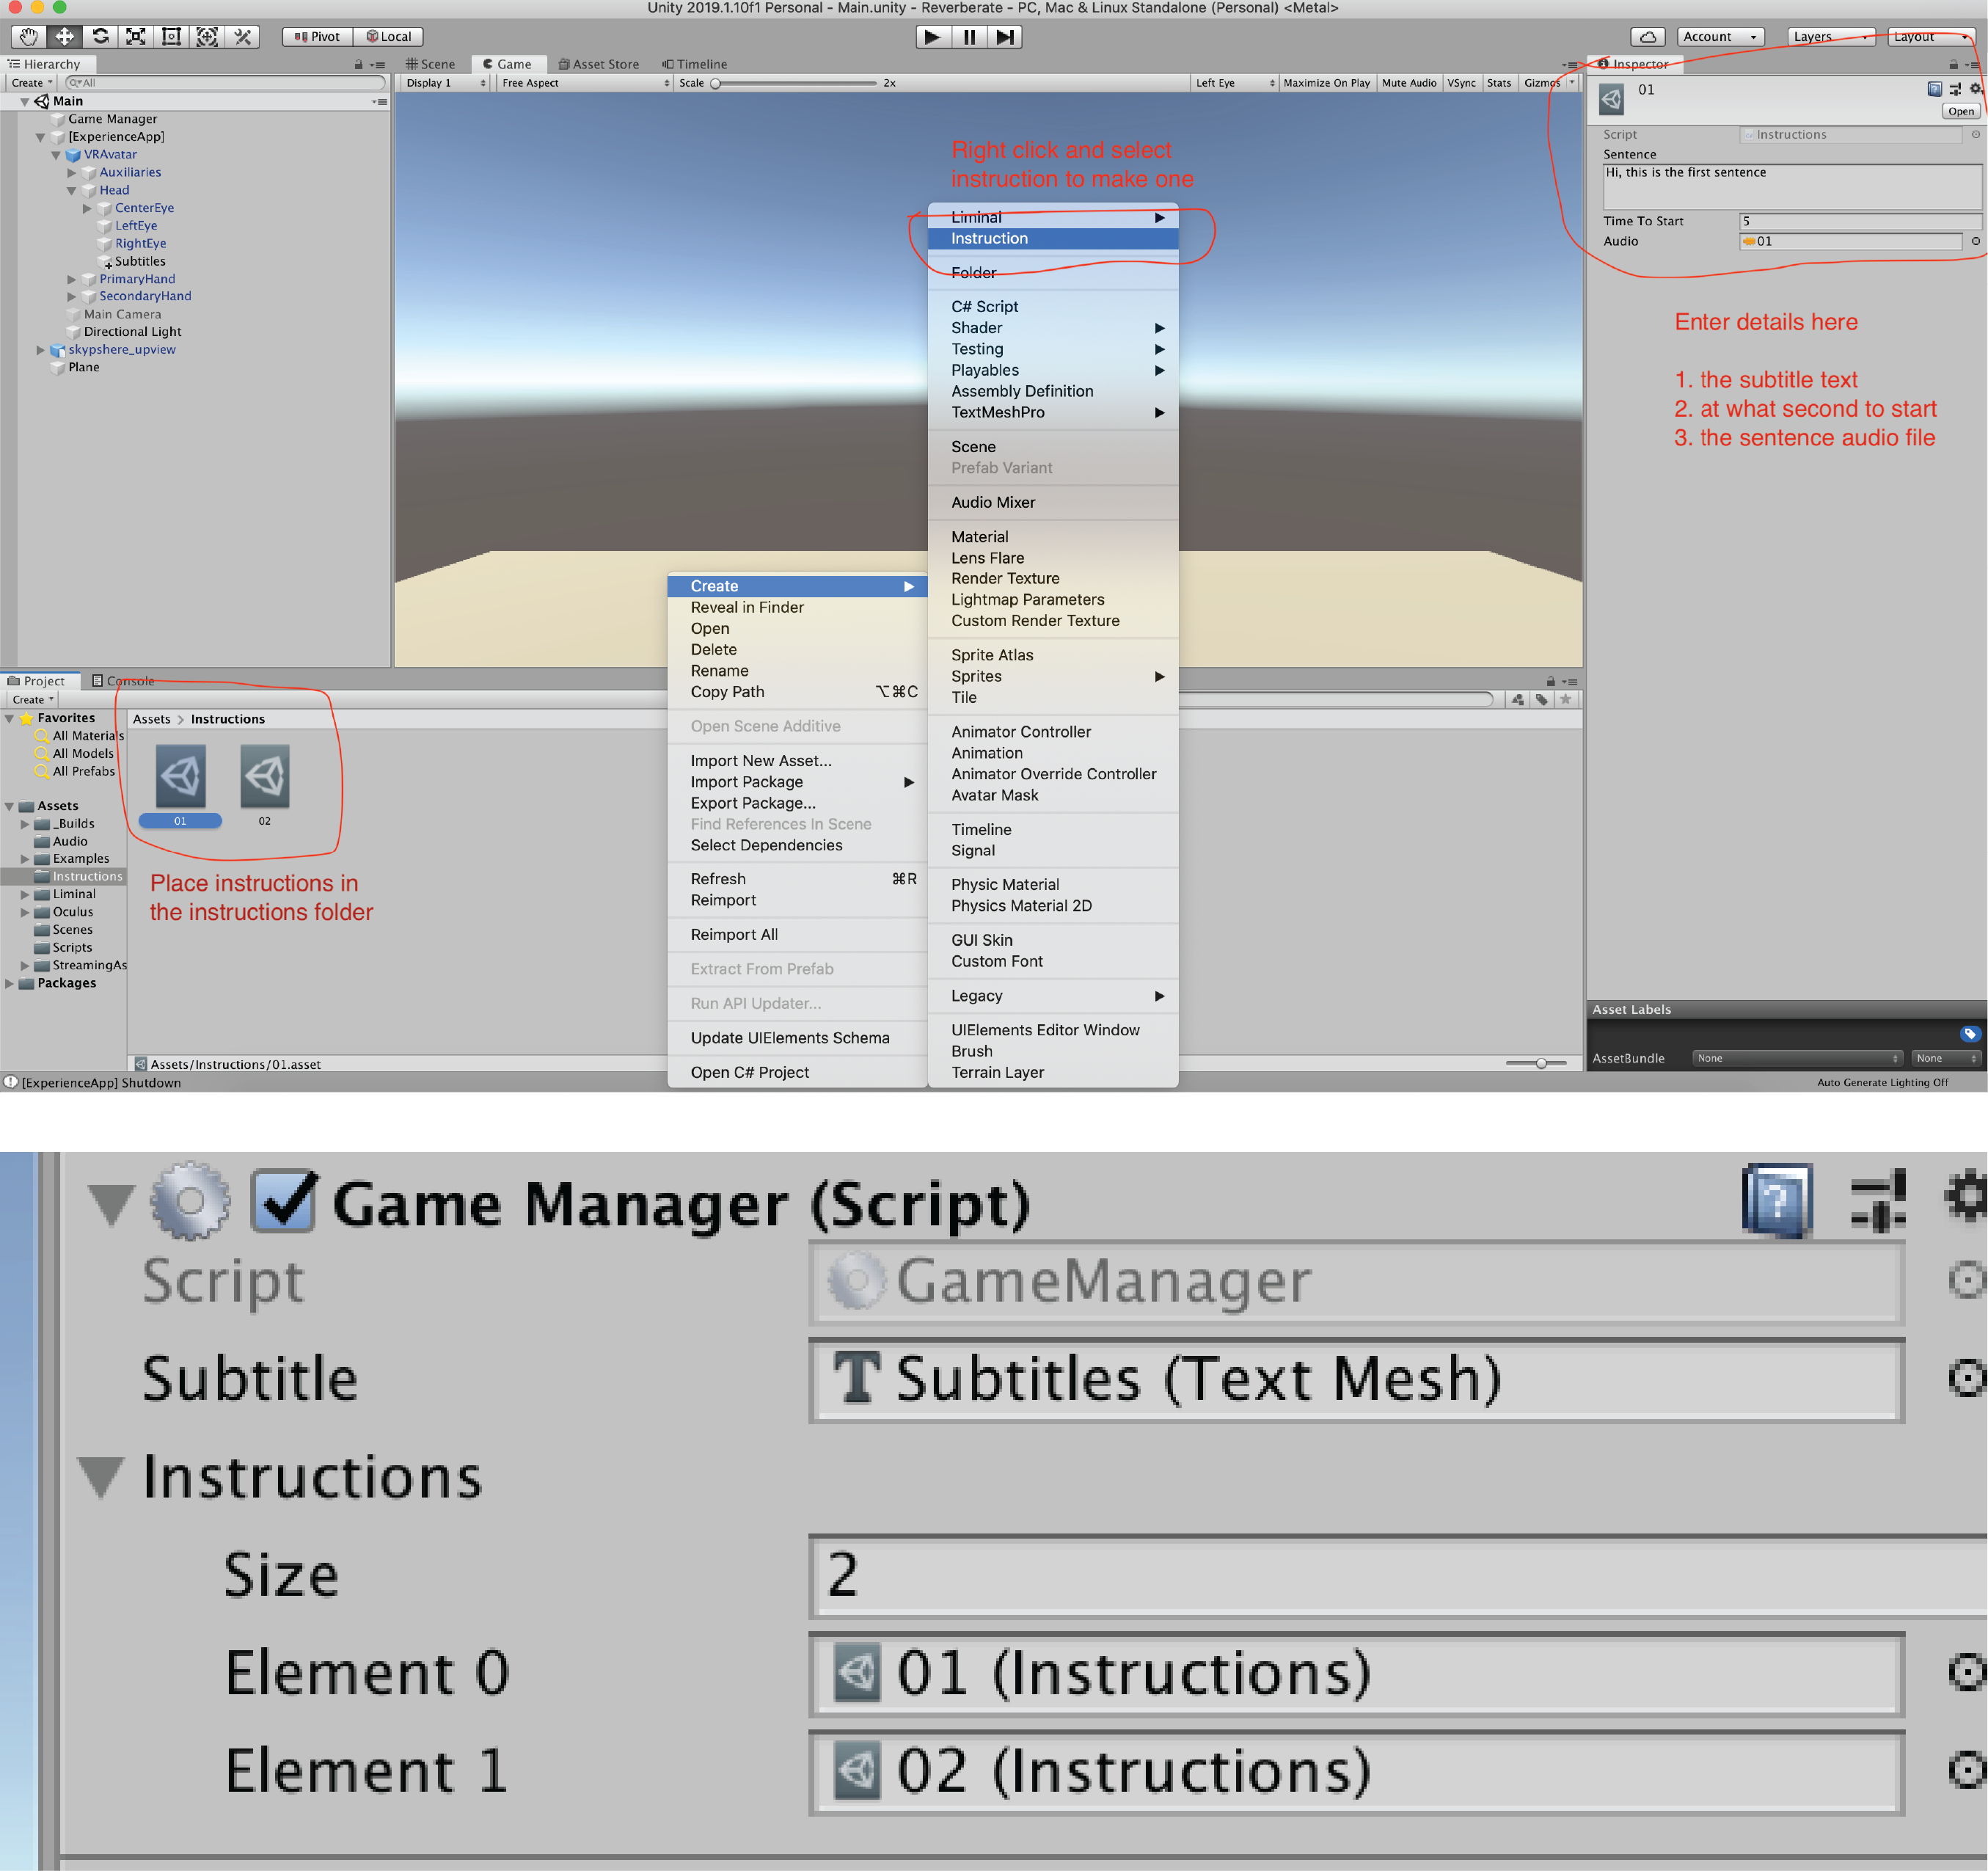 Unity 2019.1.10f1 Personal - Main.unity - Reverberate - PC, Mac & Linux Standalone (Personal) <Metal>
Pivot Local Account Layers Layout
Hierarchy
Create All
Main
Game Manager
[ExperienceApp]
VRAvatar
Auxiliaries
Head
CenterEye
LeftEye
RightEye
Subtitles
PrimaryHand
SecondaryHand
Main Camera
Directional Light
skypshere_upview
Plane
Scene Game Asset Store Timeline
Display 1 Free Aspect Scale 2x Left Eye Maximize On Play Mute Audio VSync Stats Gizmos
Right click and select
instruction to make one
Liminal
Instruction
Folder
C# Script
Shader
Testing
Playables
Assembly Definition
TextMeshPro
Scene
Prefab Variant
Audio Mixer
Material
Lens Flare
Render Texture
Lightmap Parameters
Custom Render Texture
Sprite Atlas
Sprites
Tile
Animator Controller
Animation
Animator Override Controller
Avatar Mask
Timeline
Signal
Physic Material
Physics Material 2D
GUI Skin
Custom Font
Legacy
UIElements Editor Window
Brush
Terrain Layer
Create
Reveal in Finder
Open
Delete
Rename
Copy Path ⌥⌘C
Open Scene Additive
Import New Asset...
Import Package
Export Package...
Find References In Scene
Select Dependencies
Refresh ⌘R
Reimport
Reimport All
Extract From Prefab
Run API Updater...
Update UIElements Schema
Open C# Project
Inspector
01
Open
Script Instructions
Sentence
Hi, this is the first sentence
Time To Start 5
Audio 01
Enter details here
1. the subtitle text
2. at what second to start
3. the sentence audio file
Asset Labels
AssetBundle None None
Auto Generate Lighting Off
Project Console
Create
Favorites
All Materials
All Models
All Prefabs
Assets
_Builds
Audio
Examples
Instructions
Liminal
Oculus
Scenes
Scripts
StreamingAs
Packages
Assets > Instructions
01 02
Place instructions in
the instructions folder
Assets/Instructions/01.asset
[ExperienceApp] Shutdown
Game Manager (Script)
Script GameManager
Subtitle Subtitles (Text Mesh)
Instructions
Size 2
Element 0 01 (Instructions)
Element 1 02 (Instructions)